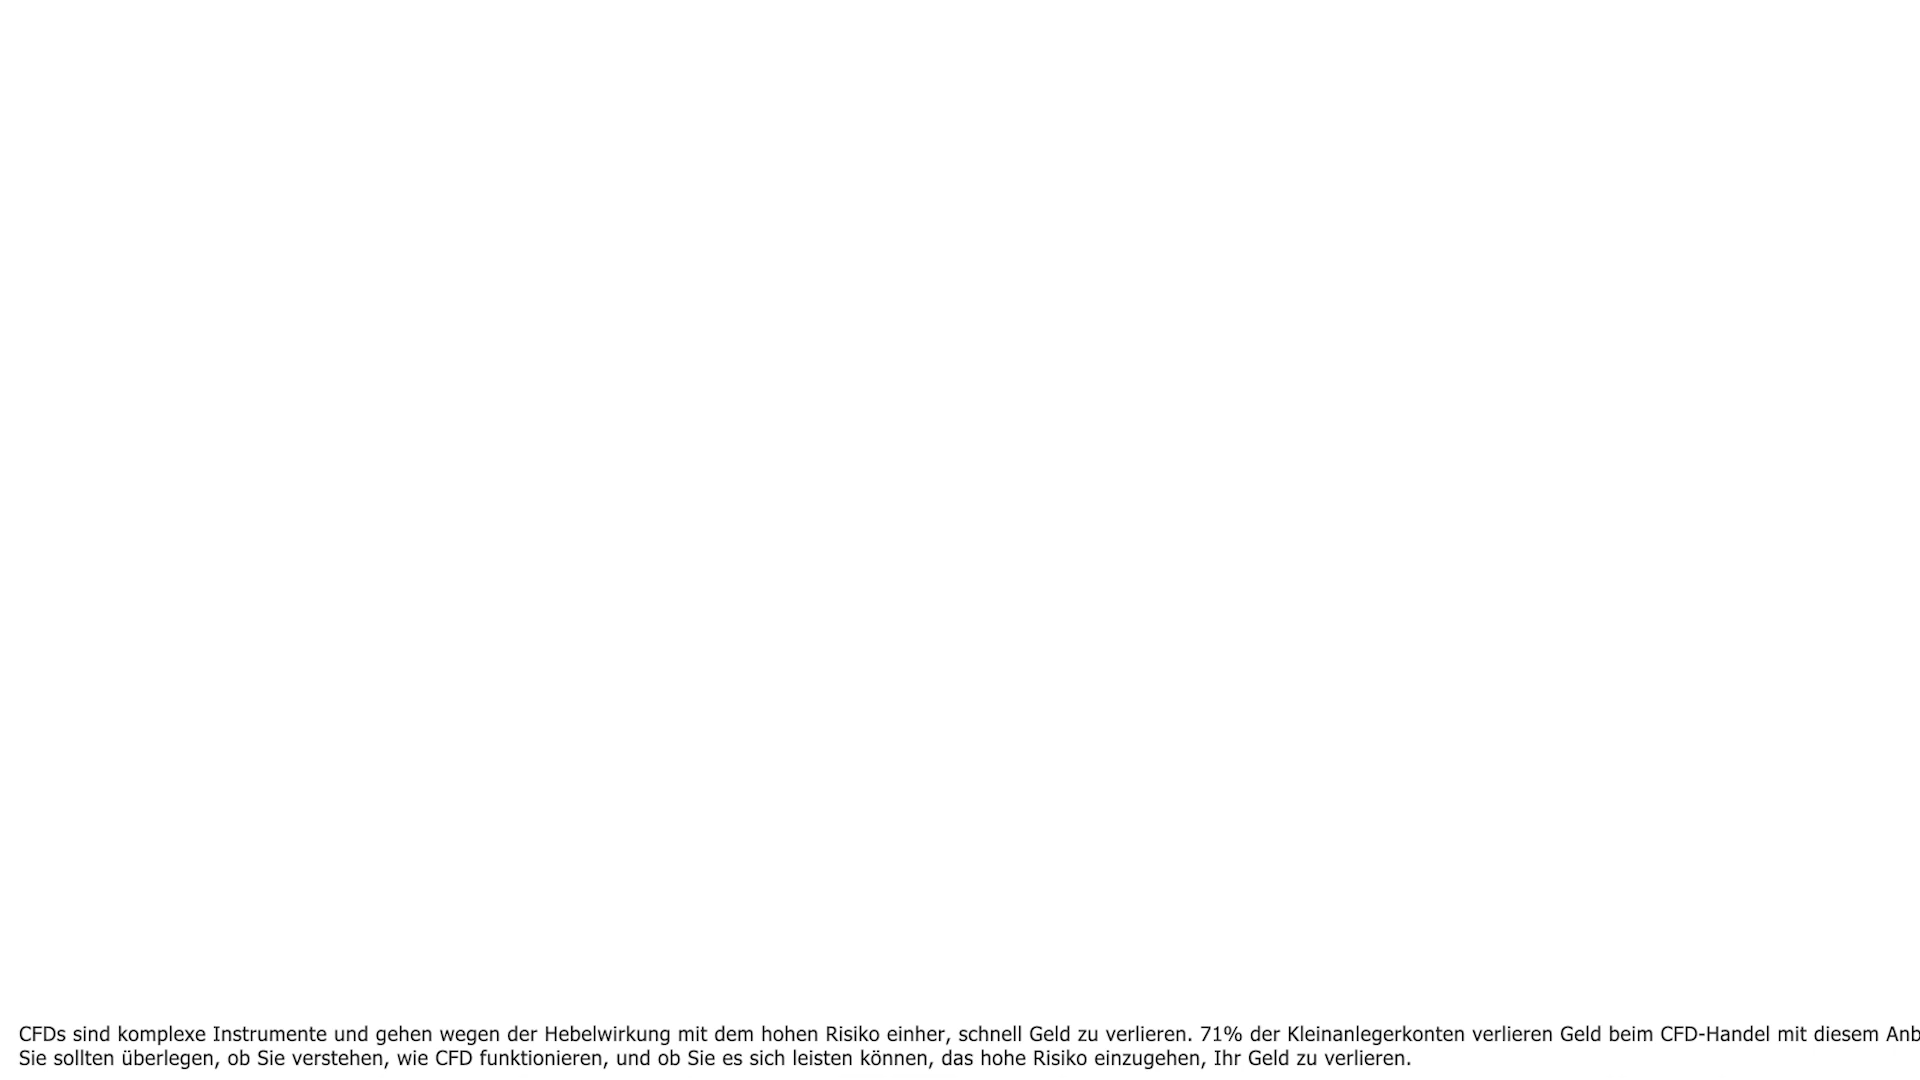 CFDs sind komplexe Instrumente und gehen wegen der Hebelwirkung mit dem hohen Risiko einher, schnell Geld zu verlieren. 71% der Kleinanlegerkonten verlieren Geld beim CFD-Handel mit diesem Anb
Sie sollten überlegen, ob Sie verstehen, wie CFD funktionieren, und ob Sie es sich leisten können, das hohe Risiko einzugehen, Ihr Geld zu verlieren.